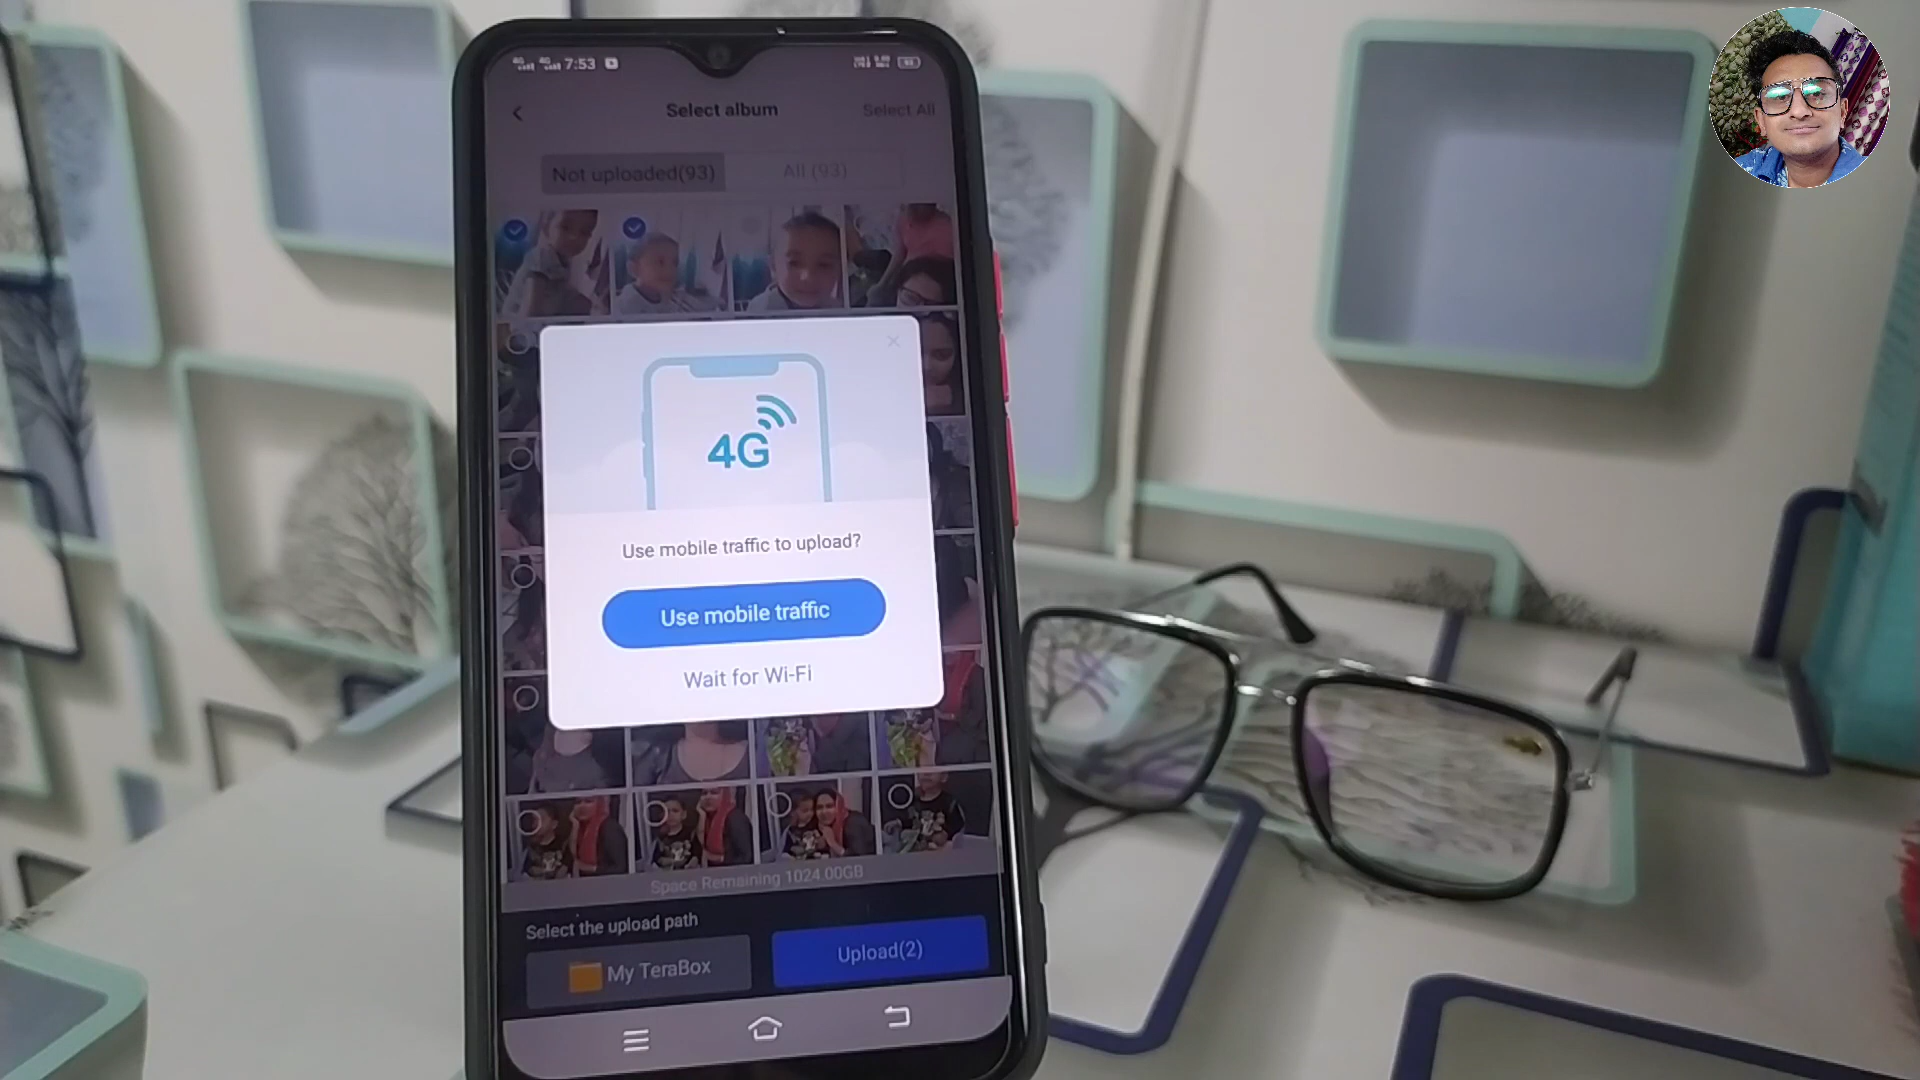 7:53
Select album
Select All
Not uploaded(93)
All (93)
4G
Use mobile traffic to upload?
Use mobile traffic
Wait for Wi-Fi
Space Remaining 1024.00GB
Select the upload path
My TeraBox
Upload(2)